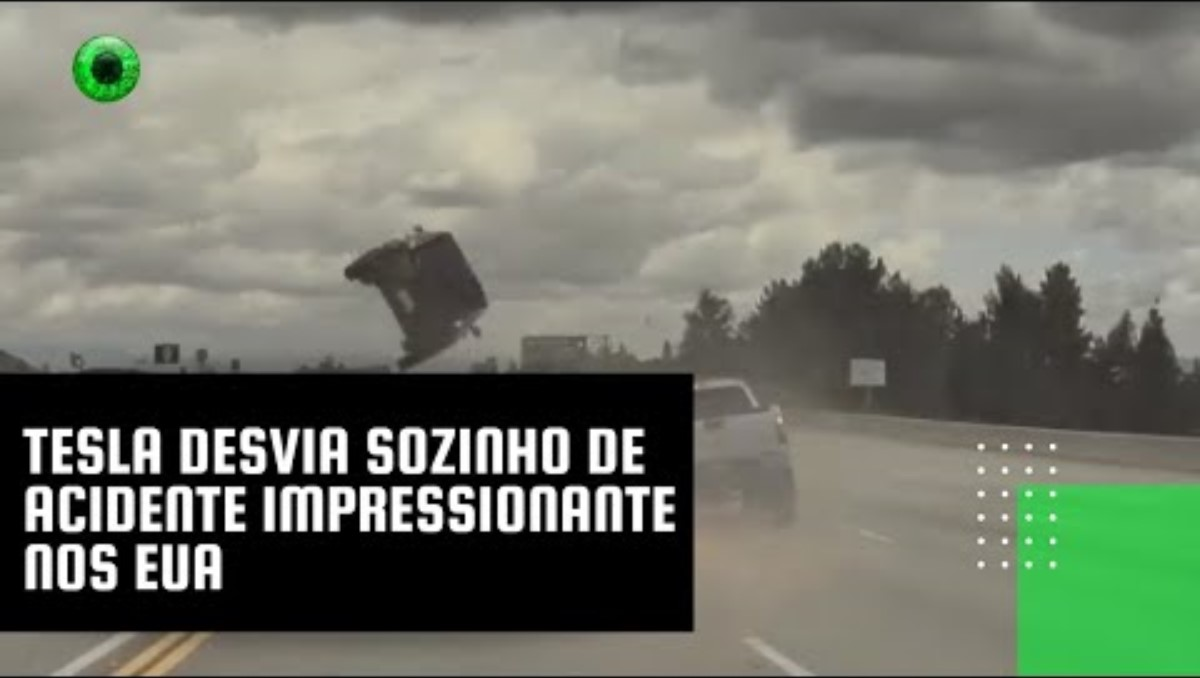 TESLA DESVIA SOZINHO DE
ACIDENTE IMPRESSIONANTE
NOS EUA